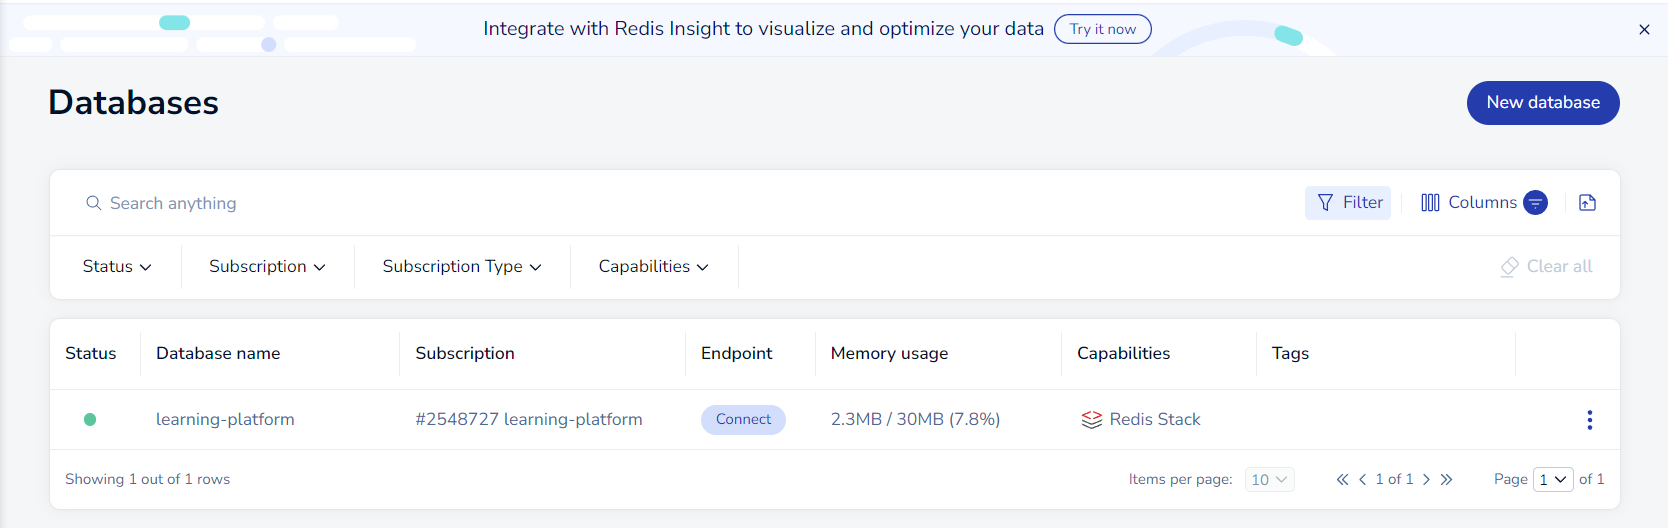 Integrate with Redis Insight to visualize and optimize your data Try it now
Databases New database
Search anything Filter Columns
Status Subscription Subscription Type Capabilities Clear all
Status Database name Subscription Endpoint Memory usage Capabilities Tags
learning-platform #2548727 learning-platform Connect 2.3MB / 30MB (7.8%) Redis Stack
Showing 1 out of 1 rows Items per page: 10 1 of 1 Page 1 of 1